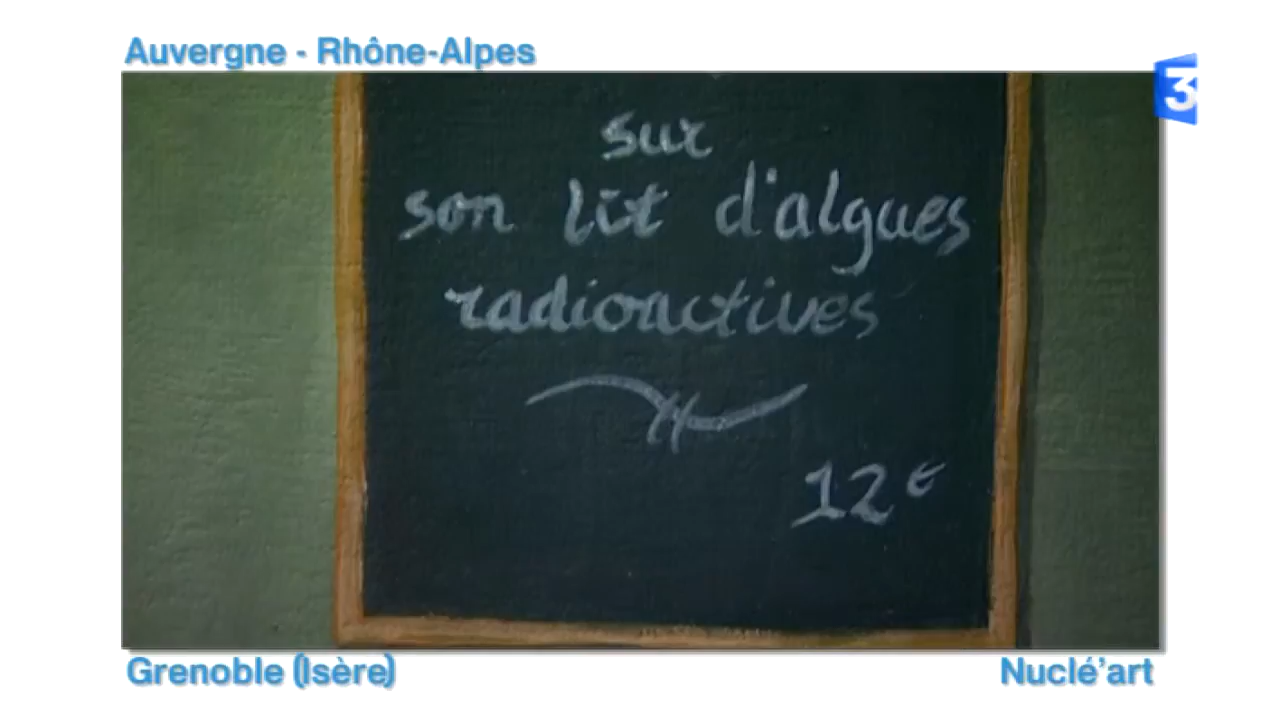 Auvergne - Rhône-Alpes
3
sur
son lit d'algues
radioactives
12€
Grenoble (Isère)
Nuclé'art